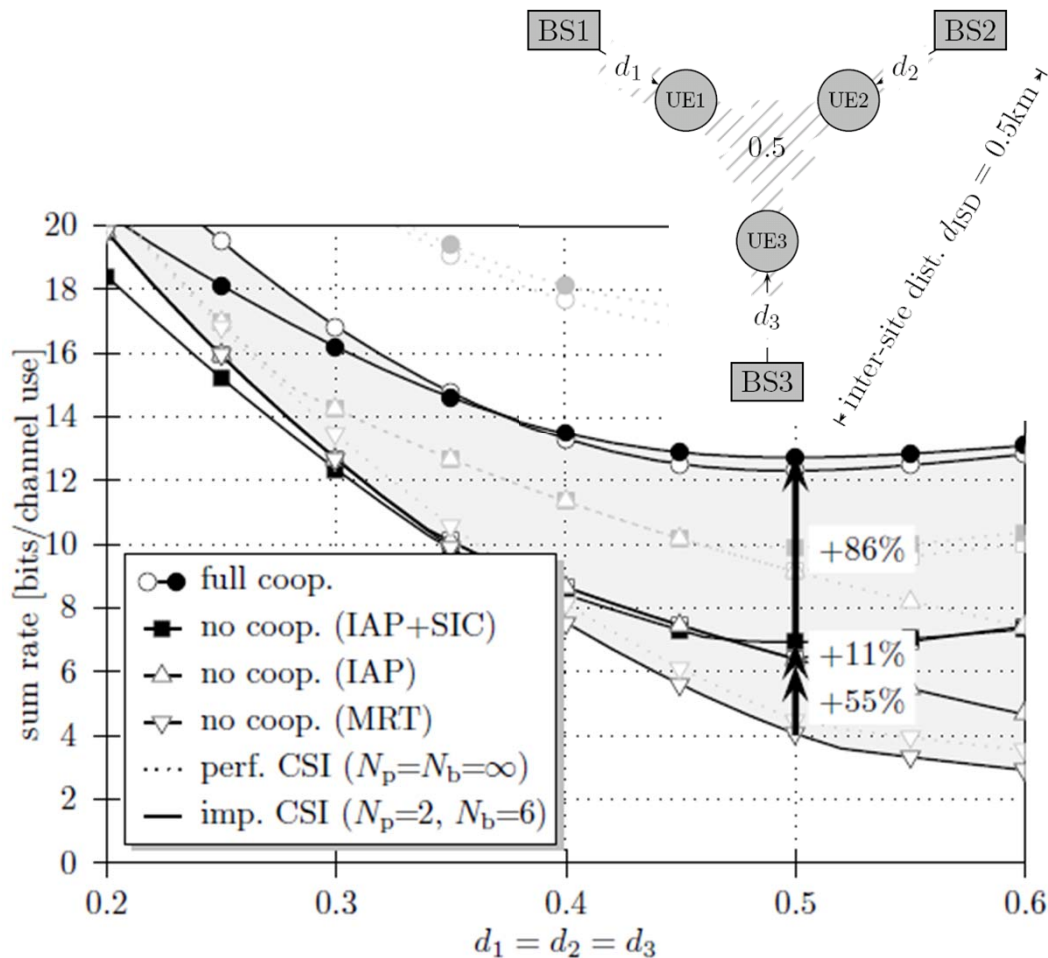 BS1
BS2
d1
d2
UE1
UE2
0.5
UE3
d3
BS3
inter-site dist. dISD = 0.5km
20
18
16
14
12
10
8
6
4
2
0
sum rate [bits/channel use]
+86%
+11%
+55%
full coop.
no coop. (IAP+SIC)
no coop. (IAP)
no coop. (MRT)
perf. CSI (Np=Nb=∞)
imp. CSI (Np=2, Nb=6)
0.2 0.3 0.4 0.5 0.6
d1 = d2 = d3